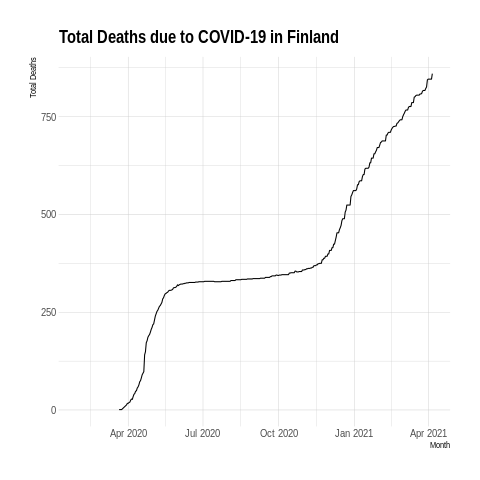 Total Deaths due to COVID-19 in Finland
Total Deaths
750
500
250
0
Apr 2020 Jul 2020 Oct 2020 Jan 2021 Apr 2021
Month